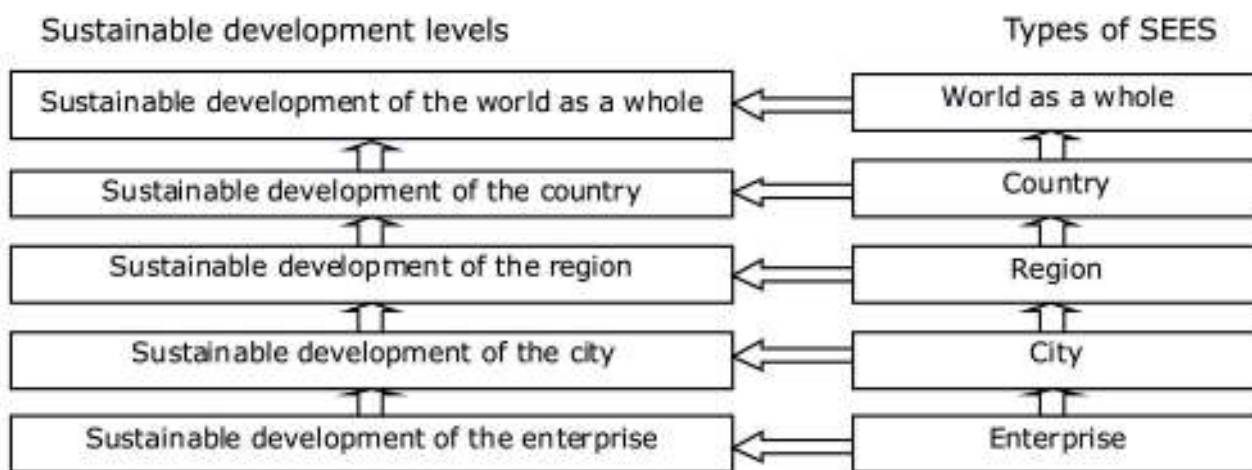 Sustainable development levels
Types of SEES
Sustainable development of the world as a whole
World as a whole
Sustainable development of the country
Country
Sustainable development of the region
Region
Sustainable development of the city
City
Sustainable development of the enterprise
Enterprise